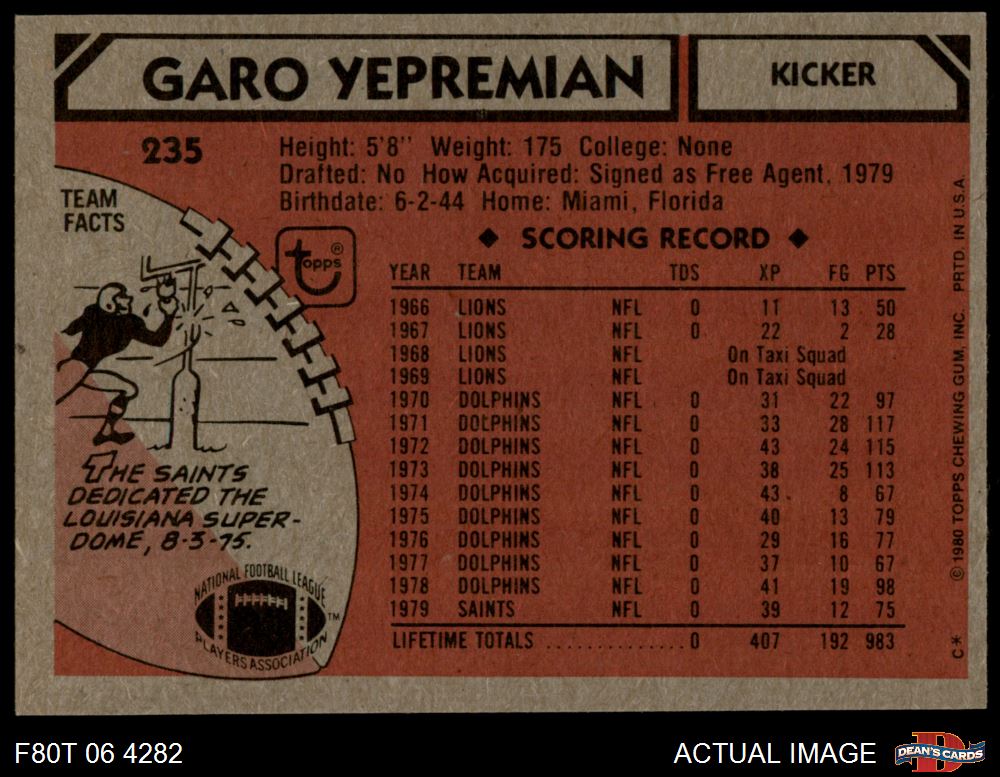 GARO YEPREMIAN
KICKER
235
Height: 5'8" Weight: 175 College: None
Drafted: No How Acquired: Signed as Free Agent, 1979
Birthdate: 6-2-44 Home: Miami, Florida
TEAM
FACTS
topps®
◆ SCORING RECORD ◆
YEAR TEAM TDS XP FG PTS
1966 LIONS NFL 0 11 13 50
1967 LIONS NFL 0 22 2 28
1968 LIONS NFL On Taxi Squad
1969 LIONS NFL On Taxi Squad
1970 DOLPHINS NFL 0 31 22 97
1971 DOLPHINS NFL 0 33 28 117
1972 DOLPHINS NFL 0 43 24 115
1973 DOLPHINS NFL 0 38 25 113
1974 DOLPHINS NFL 0 43 8 67
1975 DOLPHINS NFL 0 40 13 79
1976 DOLPHINS NFL 0 29 16 77
1977 DOLPHINS NFL 0 37 10 67
1978 DOLPHINS NFL 0 41 19 98
1979 SAINTS NFL 0 39 12 75
LIFETIME TOTALS ..............0 407 192 983
THE SAINTS
DEDICATED THE
LOUISIANA SUPER-
DOME, 8-3-75.
NATIONAL FOOTBALL LEAGUE
PLAYERS ASSOCIATION
TM
© 1980 TOPPS CHEWING GUM, INC. PRTD. IN U.S.A.
C*
F80T 06 4282
ACTUAL IMAGE
D
DEAN'S CARDS